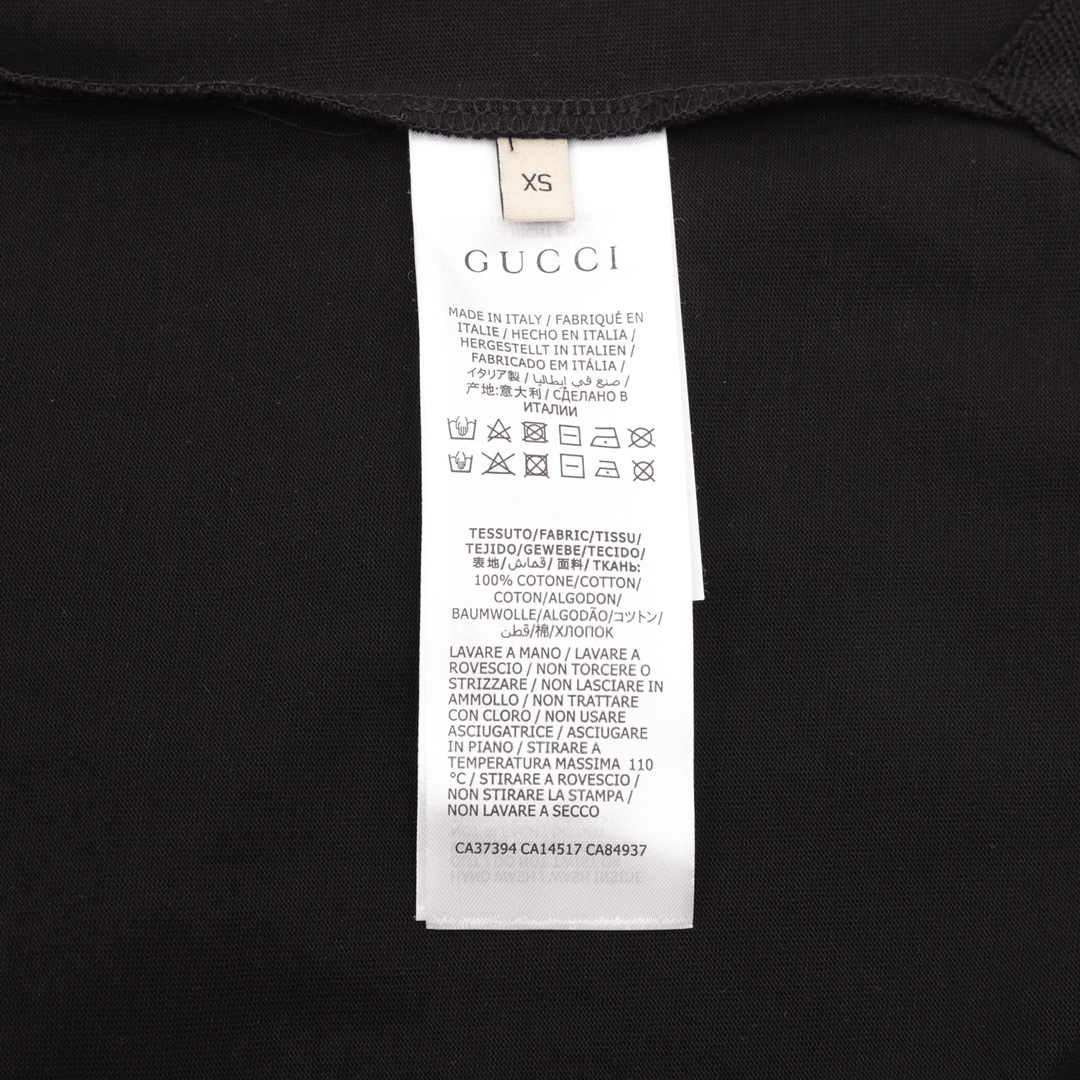 XS
GUCCI
MADE IN ITALY / FABRIQUÉ EN
ITALIE / HECHO EN ITALIA /
HERGESTELLT IN ITALIEN /
FABRICADO EM ITÁLIA /
イタリア製 / صنع في إيطاليا /
产地:意大利 / СДЕЛАНО В
ИТАЛИИ
TESSUTO/FABRIC/TISSU/
TEJIDO/GEWEBE/TECIDO/
表地/قماش/ 面料/ ТКАНЬ:
100% COTONE/COTTON/
COTON/ALGODON/
BAUMWOLLE/ALGODÃO/コットン/
قطن/棉/ХЛОПОК
LAVARE A MANO / LAVARE A
ROVESCIO / NON TORCERE O
STRIZZARE / NON LASCIARE IN
AMMOLLO / NON TRATTARE
CON CLORO / NON USARE
ASCIUGATRICE / ASCIUGARE
IN PIANO / STIRARE A
TEMPERATURA MASSIMA 110
°C / STIRARE A ROVESCIO /
NON STIRARE LA STAMPA /
NON LAVARE A SECCO
CA37394 CA14517 CA84937
HAND WASH / WASH INSIDE